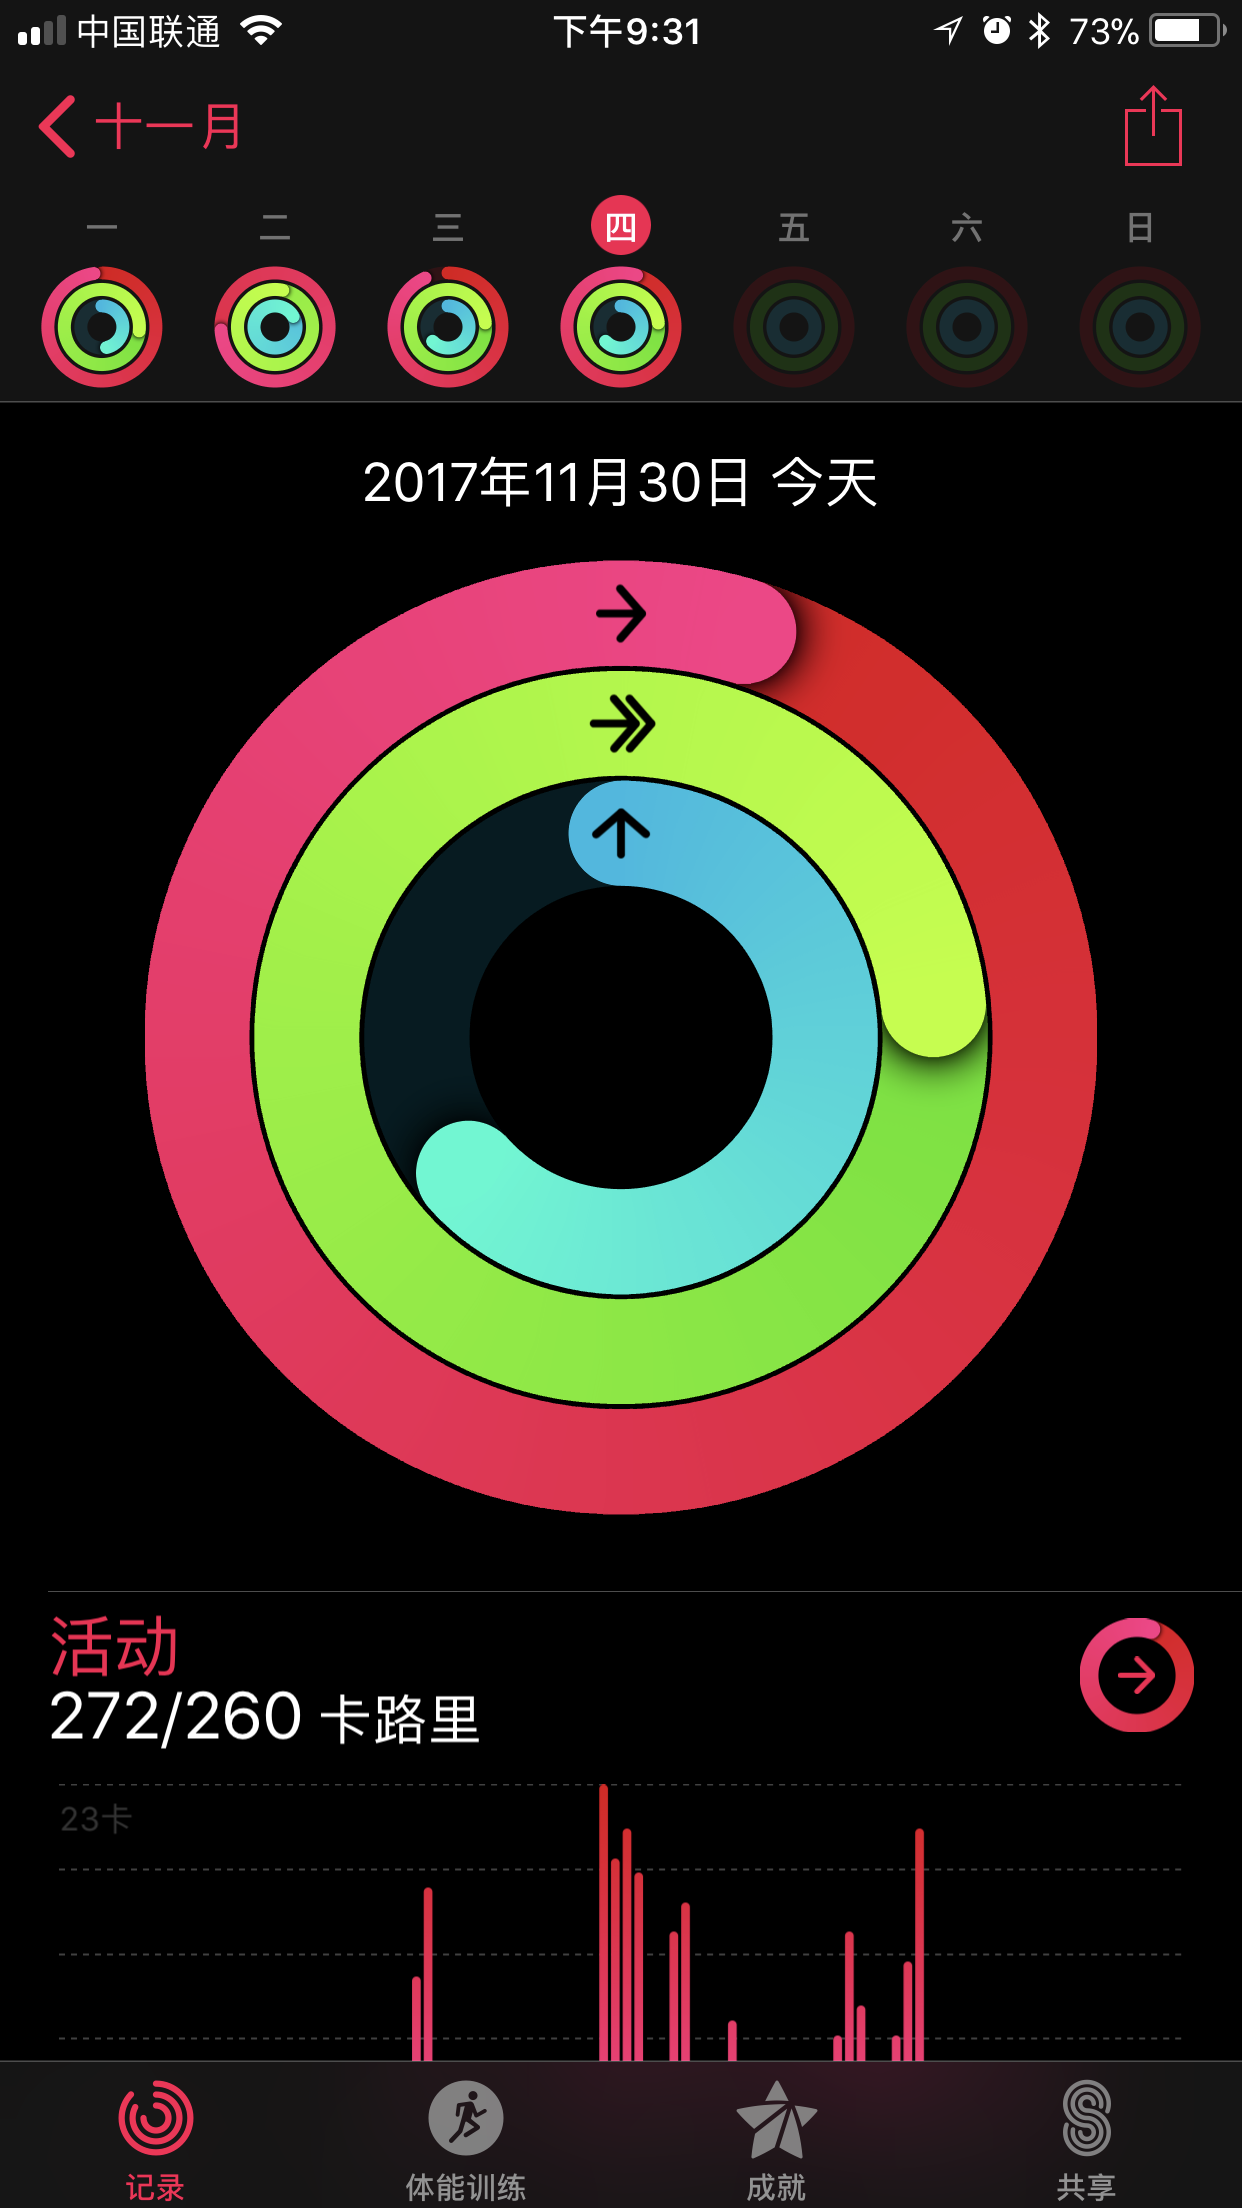 中国联通 下午9:31 73%
十一月
一 二 三 四 五 六 日
2017年11月30日 今天
活动
272/260 卡路里
23卡
记录 体能训练 成就 共享